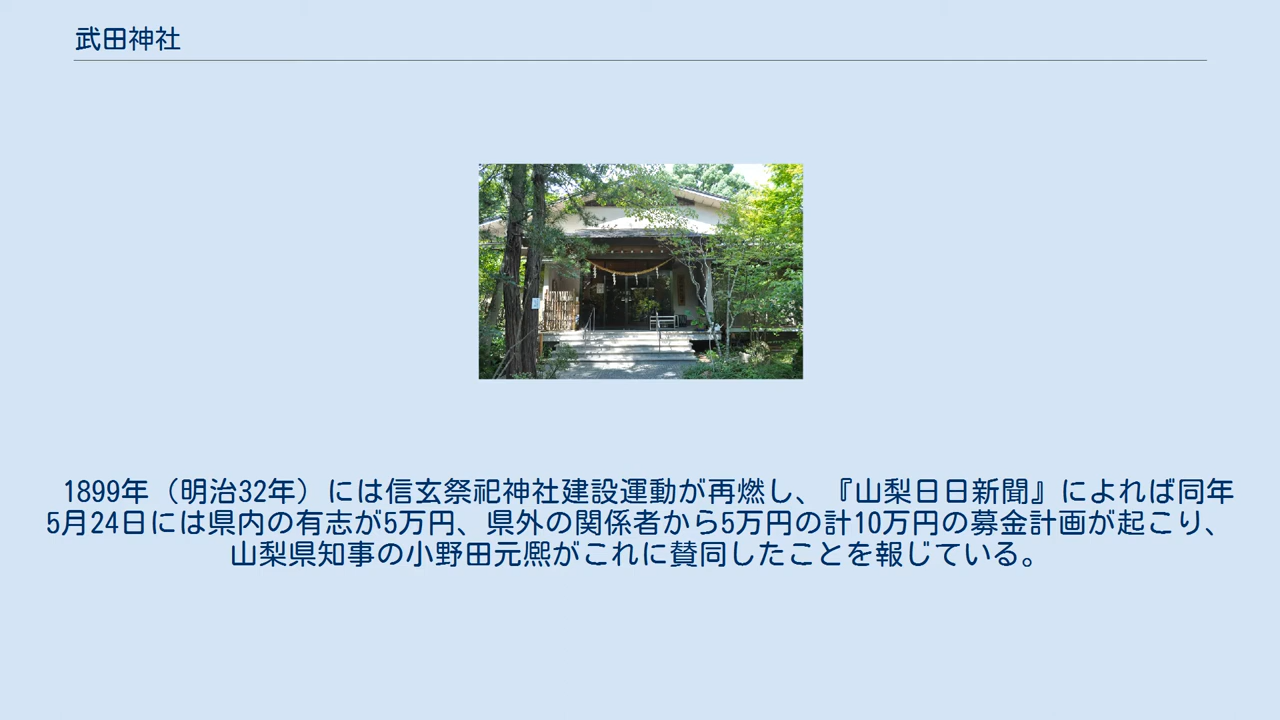 武田神社
1899年（明治32年）には信玄祭祀神社建設運動が再燃し、『山梨日日新聞』によれば同年
5月24日には県内の有志が5万円、県外の関係者から5万円の計10万円の募金計画が起こり、
山梨県知事の小野田元熈がこれに賛同したことを報じている。